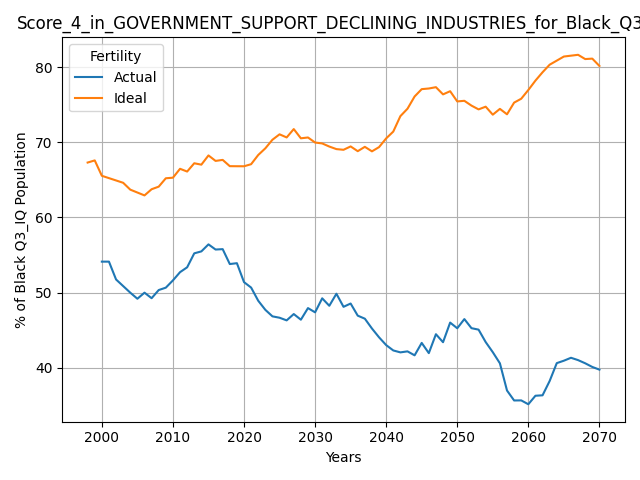 Score_4_in_GOVERNMENT_SUPPORT_DECLINING_INDUSTRIES_for_Black_Q3
Fertility
Actual
Ideal
80
70
60
50
40
% of Black Q3_IQ Population
2000 2010 2020 2030 2040 2050 2060 2070
Years